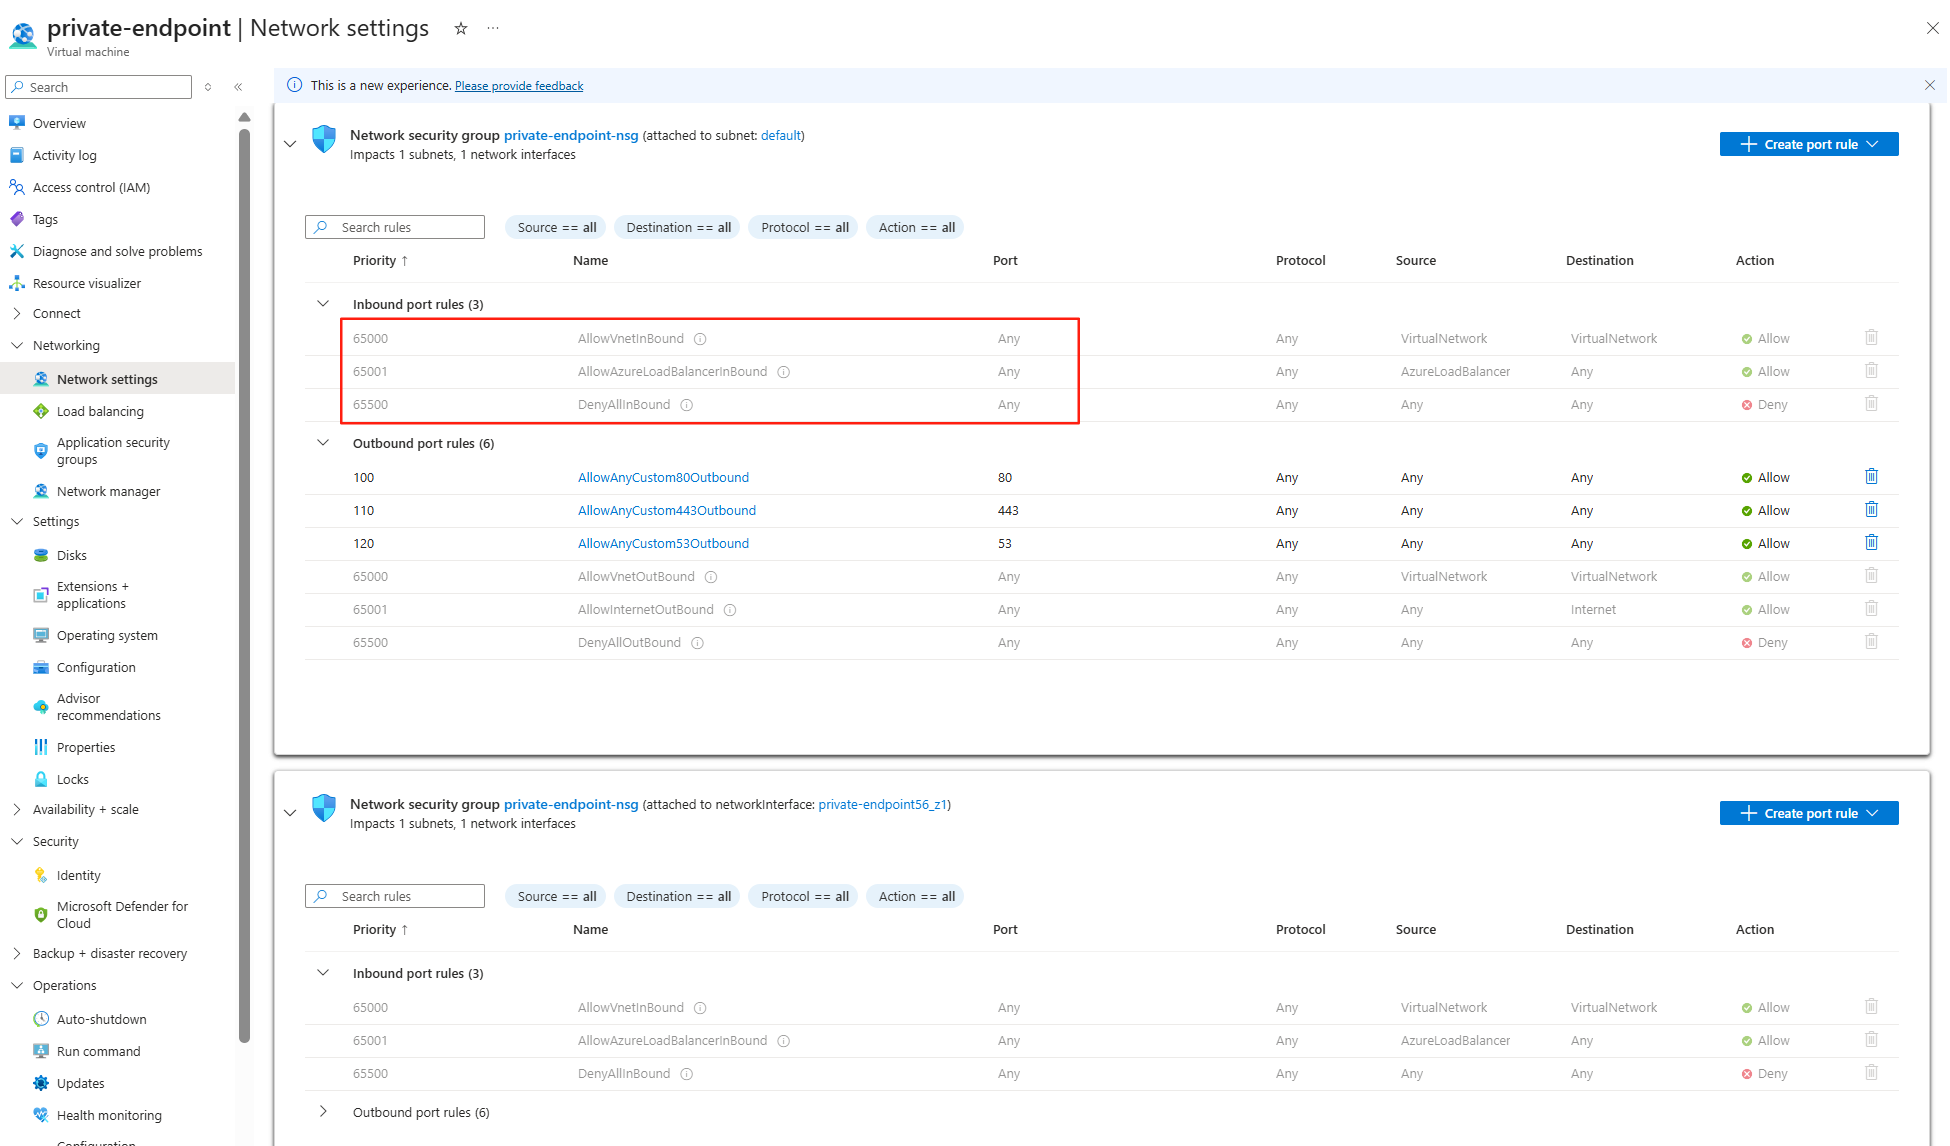 private-endpoint | Network settings
Virtual machine
Search
Overview
Activity log
Access control (IAM)
Tags
Diagnose and solve problems
Resource visualizer
Connect
Networking
Network settings
Load balancing
Application security
groups
Network manager
Settings
Disks
Extensions +
applications
Operating system
Configuration
Advisor
recommendations
Properties
Locks
Availability + scale
Security
Identity
Microsoft Defender for
Cloud
Backup + disaster recovery
Operations
Auto-shutdown
Run command
Updates
Health monitoring
Configuration
This is a new experience. Please provide feedback
Network security group private-endpoint-nsg (attached to subnet: default)
Impacts 1 subnets, 1 network interfaces
Create port rule
Search rules
Source == all Destination == all Protocol == all Action == all
Priority ↑ Name Port Protocol Source Destination Action
Inbound port rules (3)
65000 AllowVnetInBound Any Any VirtualNetwork VirtualNetwork Allow
65001 AllowAzureLoadBalancerInBound Any Any AzureLoadBalancer Any Allow
65500 DenyAllInBound Any Any Any Any Deny
Outbound port rules (6)
100 AllowAnyCustom80Outbound 80 Any Any Any Allow
110 AllowAnyCustom443Outbound 443 Any Any Any Allow
120 AllowAnyCustom53Outbound 53 Any Any Any Allow
65000 AllowVnetOutBound Any Any VirtualNetwork VirtualNetwork Allow
65001 AllowInternetOutBound Any Any Any Internet Allow
65500 DenyAllOutBound Any Any Any Any Deny
Network security group private-endpoint-nsg (attached to networkInterface: private-endpoint56_z1)
Impacts 1 subnets, 1 network interfaces
Create port rule
Search rules
Source == all Destination == all Protocol == all Action == all
Priority ↑ Name Port Protocol Source Destination Action
Inbound port rules (3)
65000 AllowVnetInBound Any Any VirtualNetwork VirtualNetwork Allow
65001 AllowAzureLoadBalancerInBound Any Any AzureLoadBalancer Any Allow
65500 DenyAllInBound Any Any Any Any Deny
Outbound port rules (6)